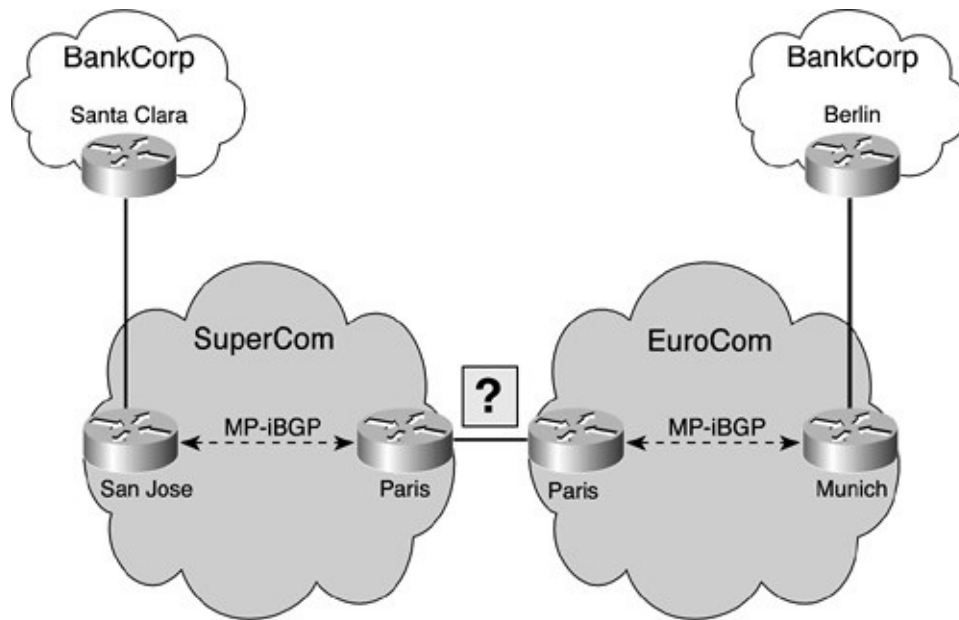 BankCorp
Santa Clara
BankCorp
Berlin
SuperCom
EuroCom
?
MP-iBGP
MP-iBGP
San Jose
Paris
Paris
Munich